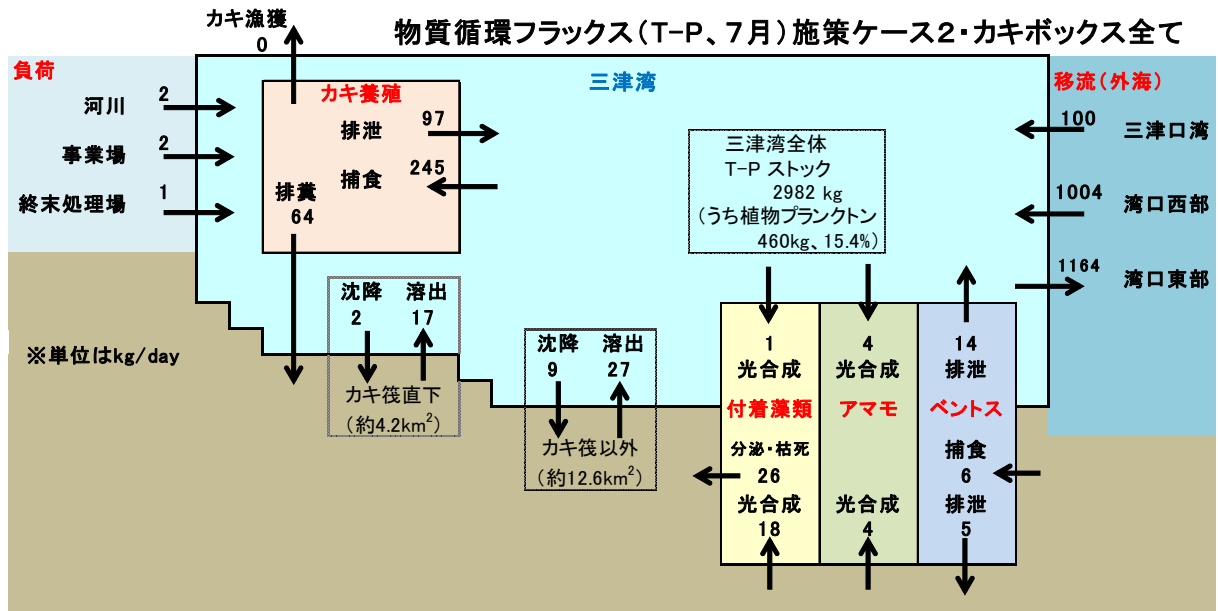 物質循環フラックス(T-P、7月)施策ケース2・カキボックス全て
カキ漁獲
0
負荷
河川
2
事業場
2
終末処理場
1
カキ養殖
排泄
97
捕食
245
排糞
64
三津湾
三津湾全体
T-P ストック
2982 kg
(うち植物プランクトン
460kg、15.4%)
移流(外海)
100
三津口湾
1004
湾口西部
1164
湾口東部
※単位はkg/day
沈降 溶出
2 17
カキ筏直下
(約4.2km²)
沈降 溶出
9 27
カキ筏以外
(約12.6km²)
1
光合成
付着藻類
分泌・枯死
26
光合成
18
4
光合成
アマモ
光合成
4
14
排泄
ベントス
捕食
6
排泄
5